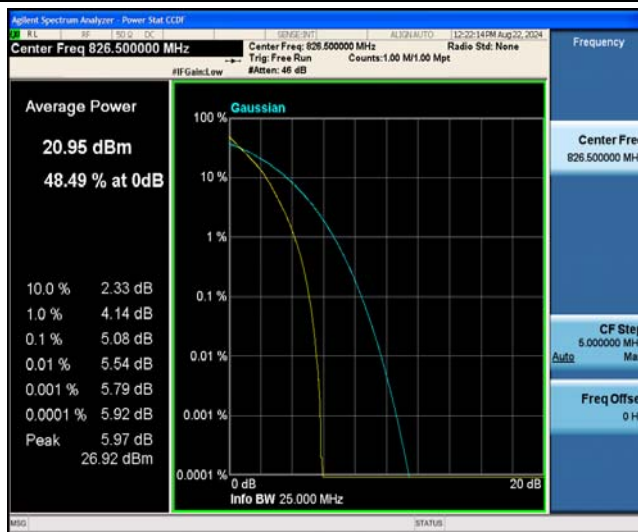 Agilent Spectrum Analyzer - Power Stat CCDF
RL RF 50 Ω DC SENSE:INT ALIGN AUTO 12:22:14 PM Aug 22, 2024
Center Freq 826.500000 MHz
Center Freq: 826.500000 MHz Radio Std: None
Trig: Free Run Counts:1.00 M/1.00 Mpt
#IFGain:Low #Atten: 46 dB
Frequency
Average Power
20.95 dBm
48.49 % at 0dB
10.0 % 2.33 dB
1.0 % 4.14 dB
0.1 % 5.08 dB
0.01 % 5.54 dB
0.001 % 5.79 dB
0.0001 % 5.92 dB
Peak 5.97 dB
26.92 dBm
Gaussian
100 %
10 %
1 %
0.1 %
0.01 %
0.001 %
0.0001 %
0 dB 20 dB
Info BW 25.000 MHz
Center Fre
826.500000 MH
CF Ste
5.000000 MH
Auto Ma
Freq Offse
0 H
MSG STATUS